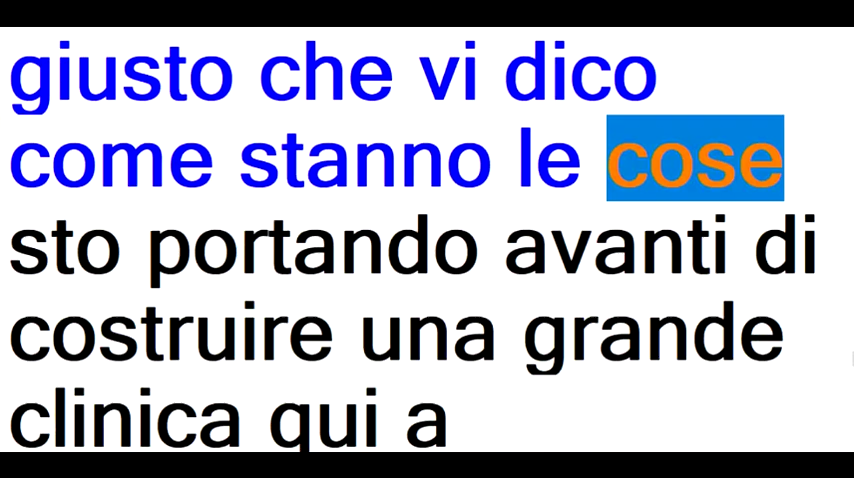 giusto che vi dico
come stanno le cose
sto portando avanti di
costruire una grande
clinica qui a